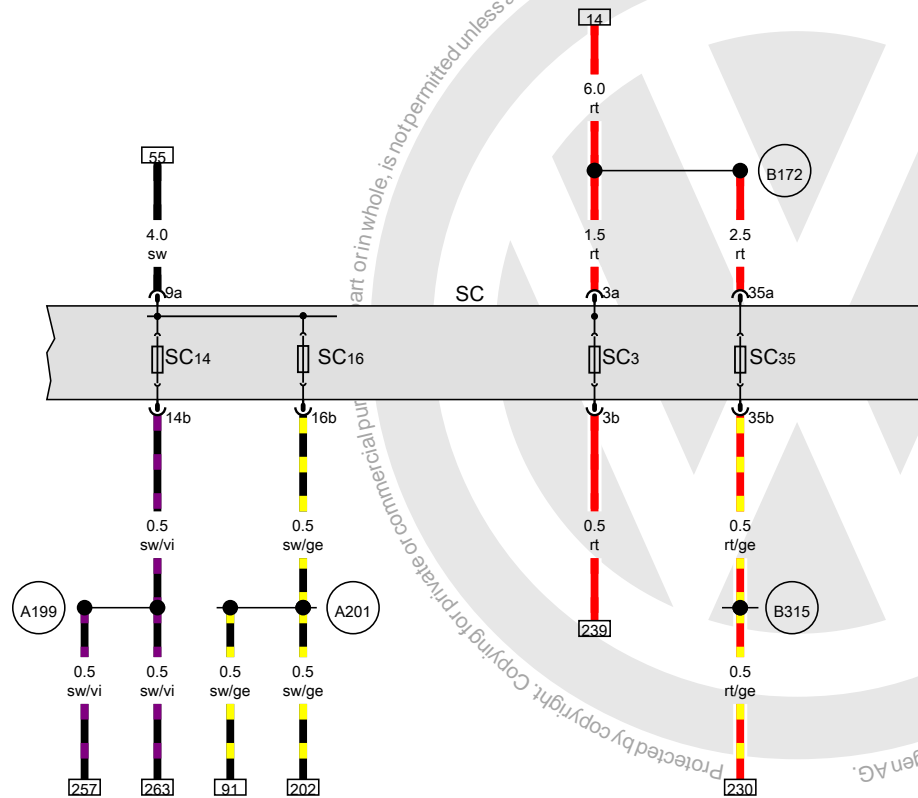 14
6.0
rt
55
B172
4.0
sw
1.5
rt
2.5
rt
9a
SC
3a
35a
SC14
SC16
SC3
SC35
14b
16b
3b
35b
0.5
sw/vi
0.5
sw/ge
0.5
rt
0.5
rt/ge
A199
A201
B315
239
0.5
sw/vi
0.5
sw/vi
0.5
sw/ge
0.5
sw/ge
0.5
rt/ge
257
263
91
202
230
Protected by copyright. Copying for private or commercial pur
art or in whole, is not permitted unless a
gen AG.